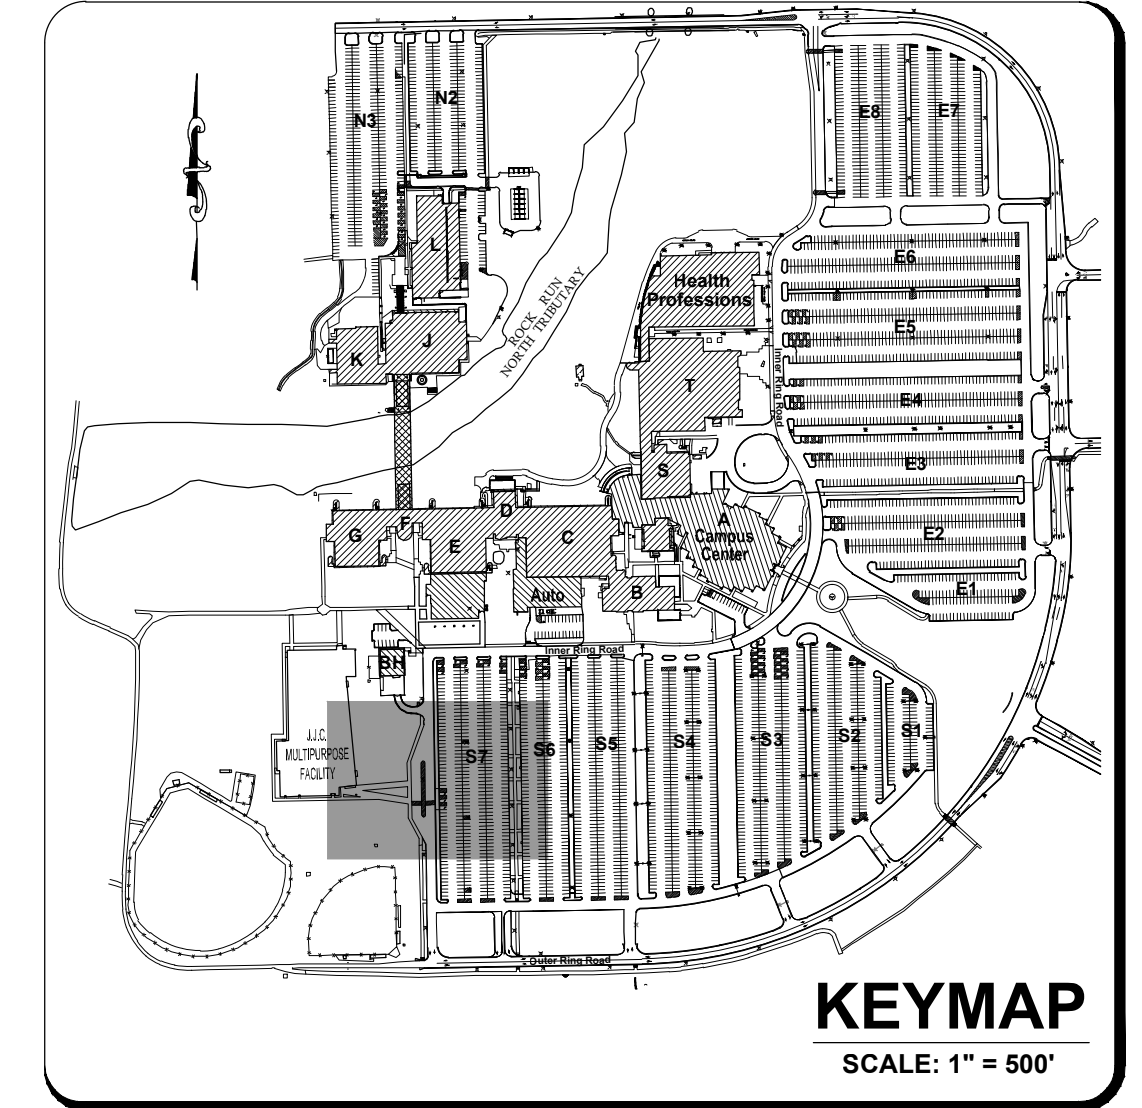 N3
N2
E8
E7
L
E6
Health
Professions
ROCK RUN
NORTH TRIBUTARY
E5
J
K
T
Inner Ring Road
E4
E3
S
F
D
A
Campus
Center
G
E
C
E2
E1
Auto
B
Inner Ring Road
BH
J.J.C.
MULTIPURPOSE
FACILITY
S7
S6
S5
S4
S3
S2
S1
Outer Ring Road
KEYMAP
SCALE: 1" = 500'